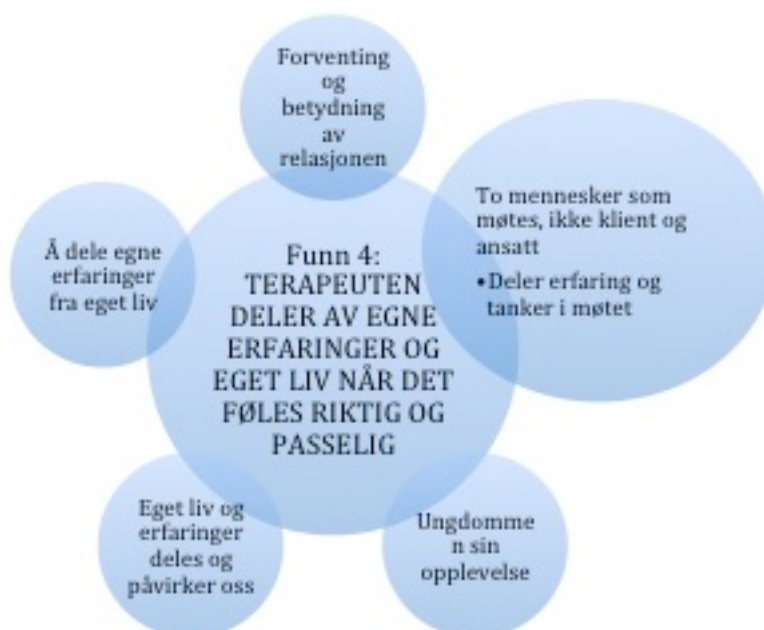 Forventing
og
betydning
av
relasjonen
To mennesker som
møtes, ikke klient og
ansatt
•Deler erfaring og
tanker i møtet
Å dele egne
erfaringer
fra eget liv
Funn 4:
TERAPEUTEN
DELER AV EGNE
ERFARINGER OG
EGET LIV NÅR DET
FØLES RIKTIG OG
PASSELIG
Eget liv og
erfaringer
deles og
påvirker oss
Ungdomme
n sin
opplevelse